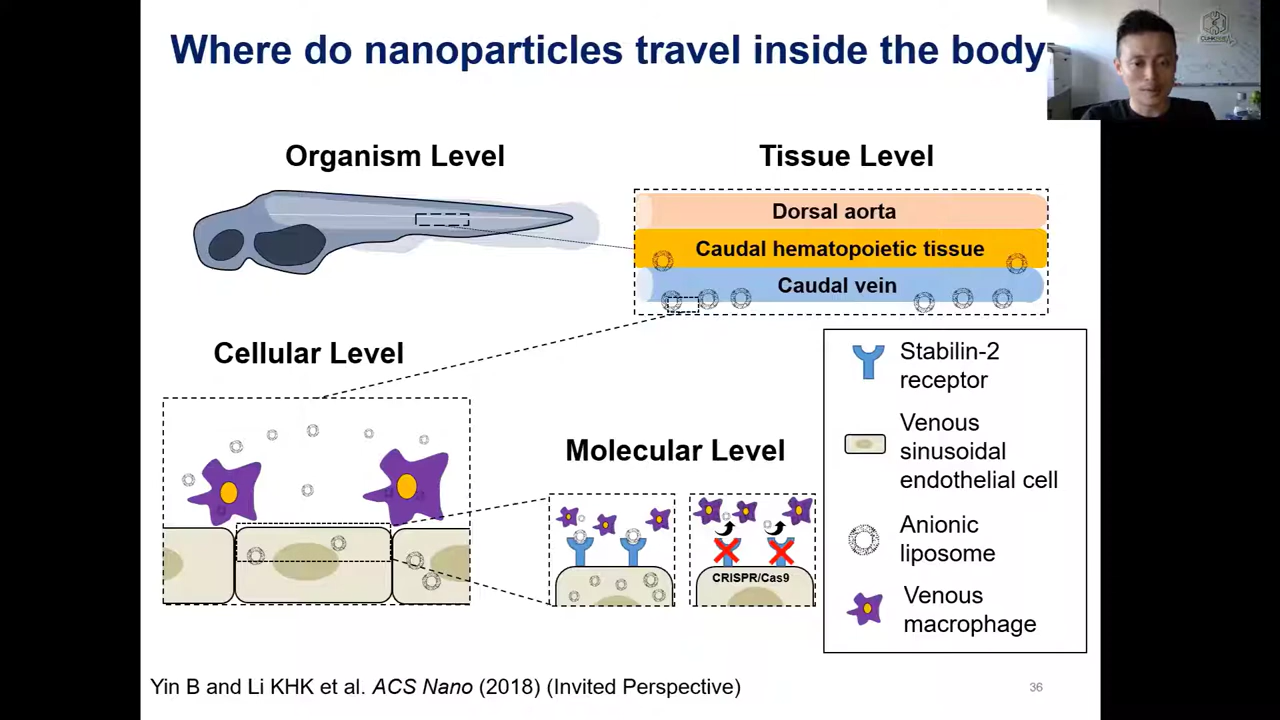 Where do nanoparticles travel inside the body
Organism Level
Tissue Level
Dorsal aorta
Caudal hematopoietic tissue
Caudal vein
Cellular Level
Molecular Level
CRISPR/Cas9
Stabilin-2
receptor
Venous
sinusoidal
endothelial cell
Anionic
liposome
Venous
macrophage
Yin B and Li KHK et al. ACS Nano (2018) (Invited Perspective)
36